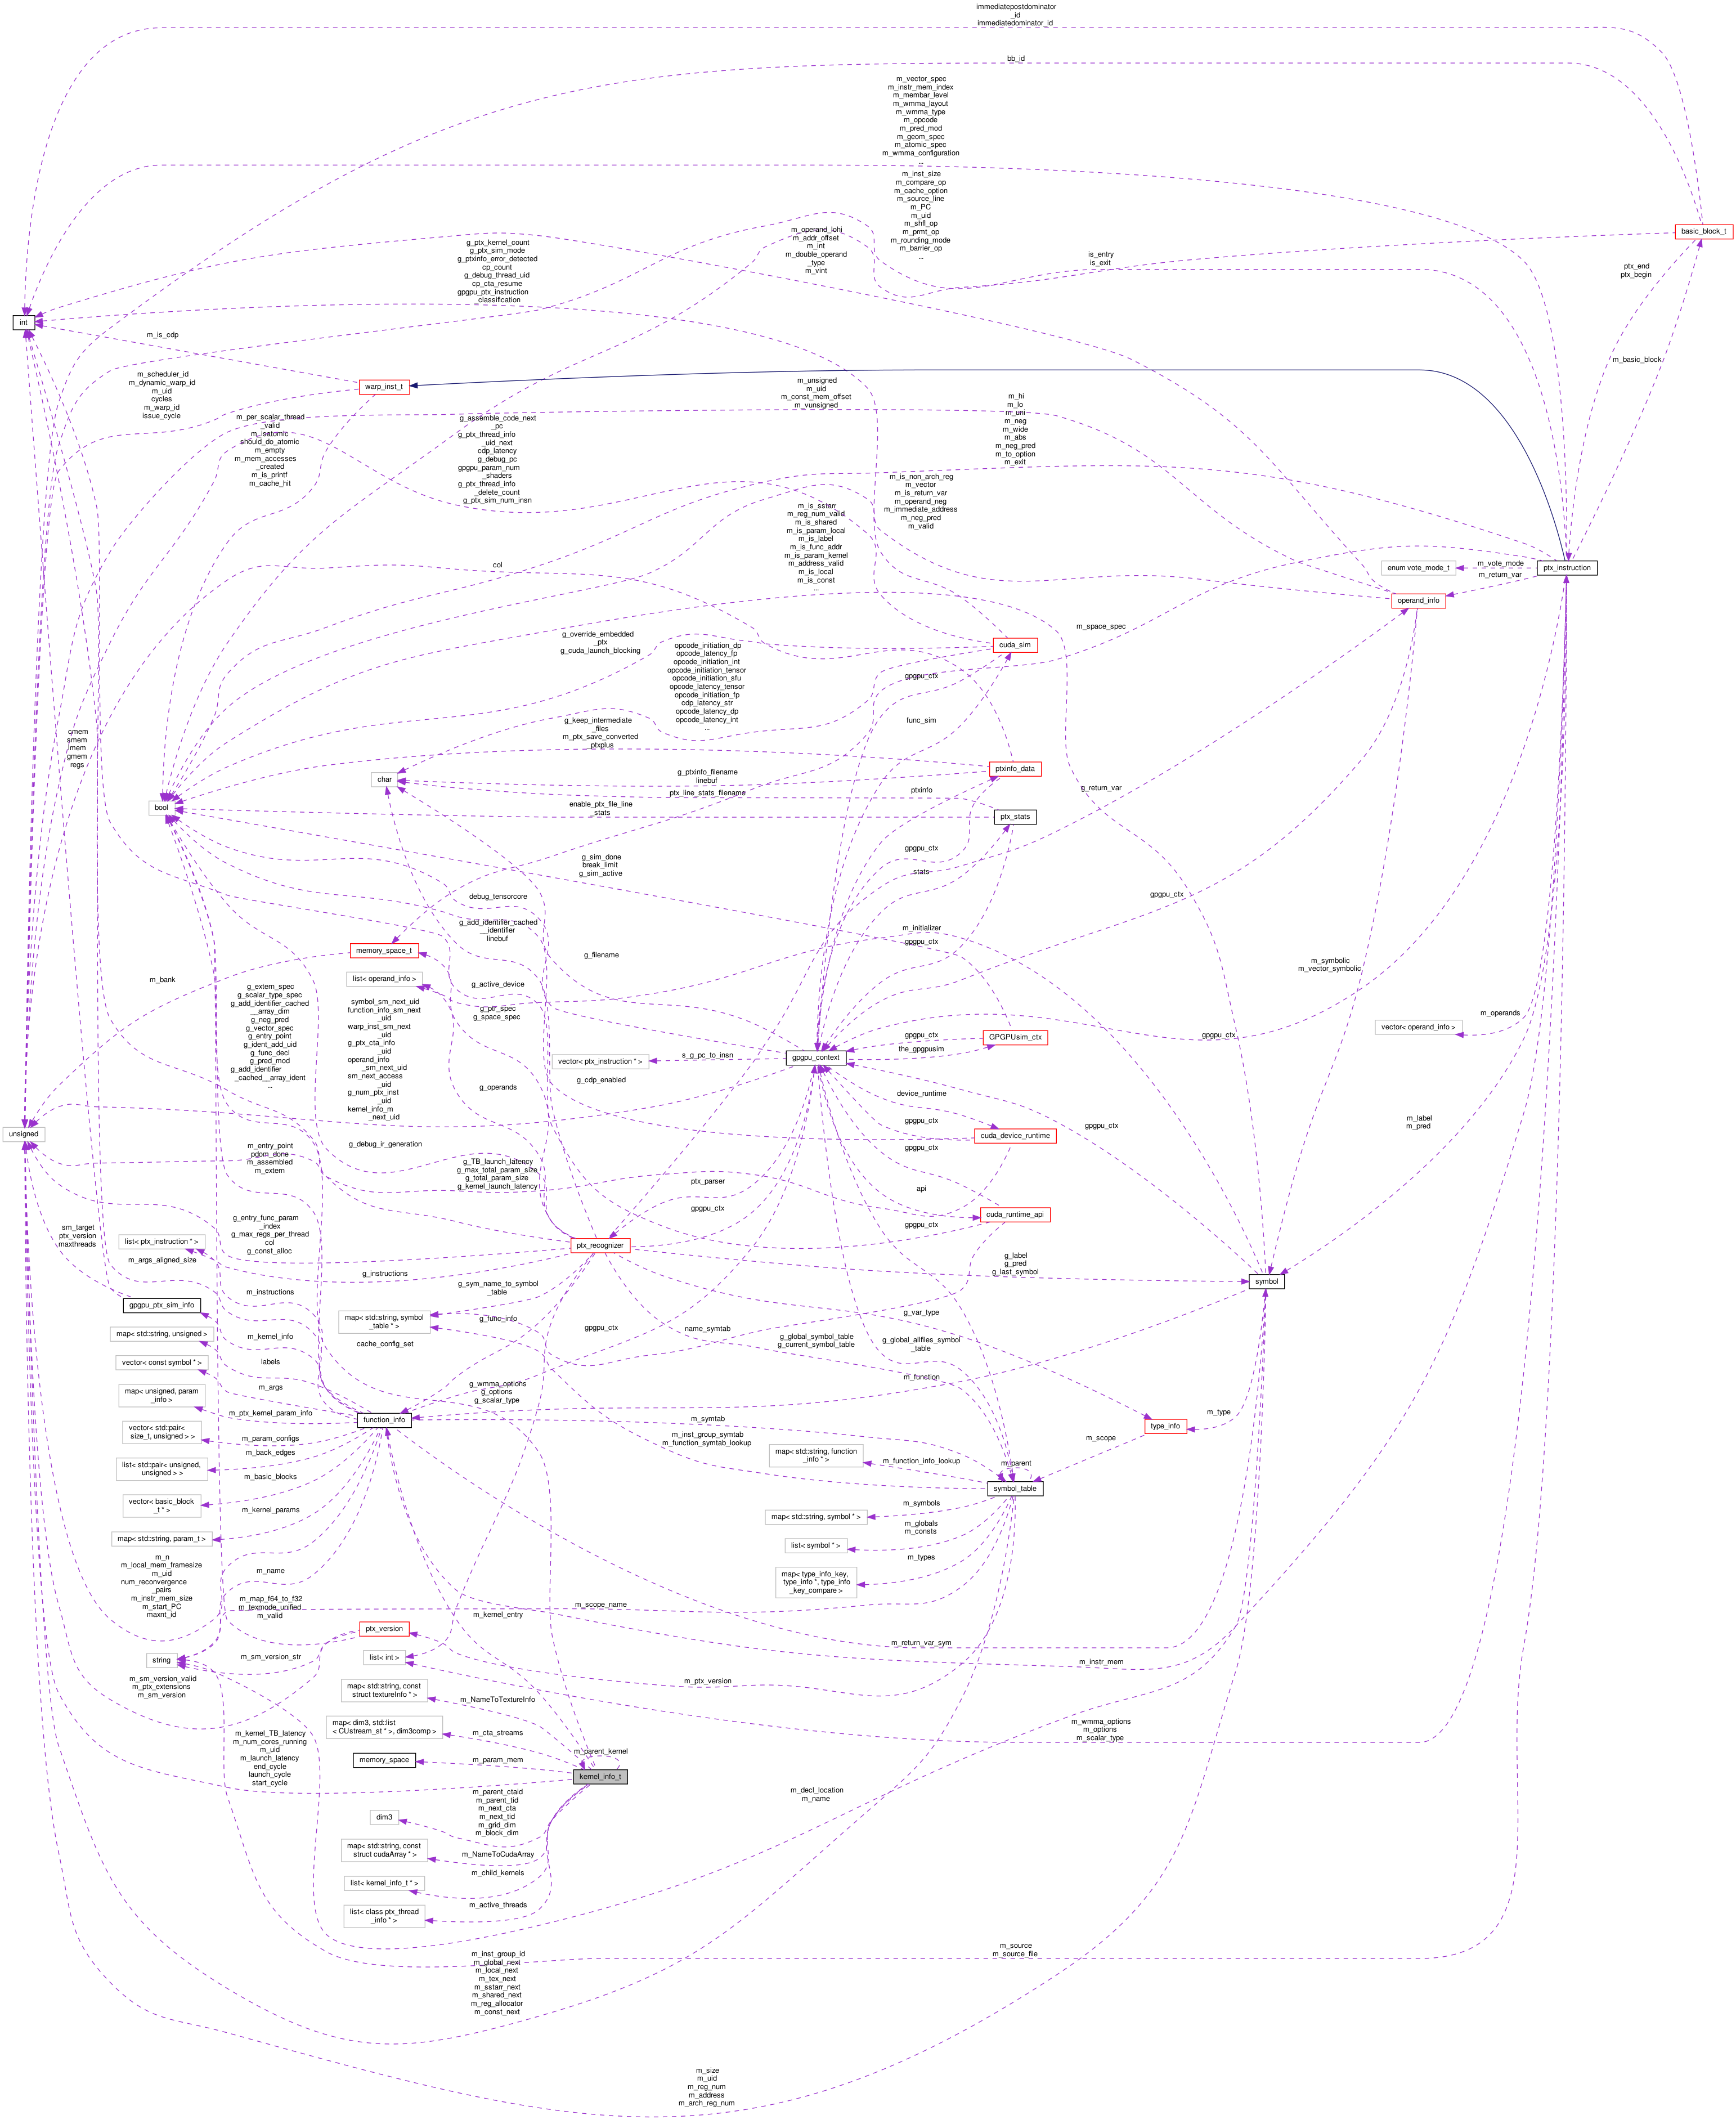 immediatepostdominator
_id
immediatedominator_id
bb_id
m_vector_spec
m_instr_mem_index
m_membar_level
m_wmma_layout
m_wmma_type
m_opcode
m_pred_mod
m_geom_spec
m_atomic_spec
m_wmma_configuration
...
m_inst_size
m_compare_op
m_cache_option
m_source_line
m_PC
m_uid
m_shfl_op
m_prmt_op
m_rounding_mode
m_barrier_op
...
basic_block_t
m_operand_lohi
m_addr_offset
m_int
m_double_operand
_type
m_vint
g_ptx_kernel_count
g_ptx_sim_mode
g_ptxinfo_error_detected
cp_count
g_debug_thread_uid
cp_cta_resume
gpgpu_ptx_instruction
_classification
is_entry
is_exit
ptx_end
ptx_begin
int
m_is_cdp
m_basic_block
warp_inst_t
m_scheduler_id
m_dynamic_warp_id
m_uid
cycles
m_warp_id
issue_cycle
m_unsigned
m_uid
m_const_mem_offset
m_vunsigned
m_hi
m_lo
m_uni
m_neg
m_wide
m_abs
m_neg_pred
m_to_option
m_exit
m_per_scalar_thread
_valid
m_isatomic
should_do_atomic
m_empty
m_mem_accesses
_created
m_is_printf
m_cache_hit
g_assemble_code_next
_pc
g_ptx_thread_info
_uid_next
cdp_latency
g_debug_pc
gpgpu_param_num
_shaders
g_ptx_thread_info
_delete_count
g_ptx_sim_num_insn
m_is_non_arch_reg
m_vector
m_is_return_var
m_operand_neg
m_immediate_address
m_neg_pred
m_valid
m_is_sstarr
m_reg_num_valid
m_is_shared
m_is_param_local
m_is_label
m_is_func_addr
m_is_param_kernel
m_address_valid
m_is_local
m_is_const
...
col
enum vote_mode_t
m_vote_mode
m_return_var
ptx_instruction
operand_info
m_space_spec
cuda_sim
g_override_embedded
_ptx
g_cuda_launch_blocking
opcode_initiation_dp
opcode_latency_fp
opcode_initiation_int
opcode_initiation_tensor
opcode_initiation_sfu
opcode_latency_tensor
opcode_initiation_fp
cdp_latency_str
opcode_latency_dp
opcode_latency_int
...
gpgpu_ctx
func_sim
cmem
smem
lmem
gmem
regs
g_keep_intermediate
_files
m_ptx_save_converted
_ptxplus
char
g_ptxinfo_filename
linebuf
ptxinfo_data
ptxinfo
g_return_var
ptx_line_stats_filename
bool
enable_ptx_file_line
_stats
ptx_stats
gpgpu_ctx
g_sim_done
break_limit
g_sim_active
stats
gpgpu_ctx
debug_tensorcore
g_add_identifier_cached
__identifier
linebuf
m_initializer
gpgpu_ctx
memory_space_t
g_filename
m_symbolic
m_vector_symbolic
m_bank
list< operand_info >
g_active_device
g_extern_spec
g_scalar_type_spec
g_add_identifier_cached
__array_dim
g_neg_pred
g_vector_spec
g_entry_point
g_ident_add_uid
g_func_decl
g_pred_mod
g_add_identifier
_cached__array_ident
...
symbol_sm_next_uid
function_info_sm_next
_uid
warp_inst_sm_next
_uid
g_ptx_cta_info
_uid
operand_info
_sm_next_uid
sm_next_access
_uid
g_num_ptx_inst
_uid
kernel_info_m
_next_uid
g_ptr_spec
g_space_spec
vector< operand_info >
m_operands
gpgpu_ctx
GPGPUsim_ctx
gpgpu_ctx
the_gpgpusim
vector< ptx_instruction * >
s_g_pc_to_insn
gpgpu_context
g_cdp_enabled
g_operands
device_runtime
unsigned
gpgpu_ctx
cuda_device_runtime
gpgpu_ctx
gpgpu_ctx
m_label
m_pred
g_debug_ir_generation
m_entry_point
pdom_done
m_assembled
m_extern
g_TB_launch_latency
g_max_total_param_size
g_total_param_size
g_kernel_launch_latency
ptx_parser
api
gpgpu_ctx
cuda_runtime_api
gpgpu_ctx
sm_target
ptx_version
maxthreads
g_entry_func_param
_index
g_max_regs_per_thread
col
g_const_alloc
list< ptx_instruction * >
m_args_aligned_size
ptx_recognizer
g_instructions
g_label
g_pred
g_last_symbol
symbol
g_sym_name_to_symbol
_table
m_instructions
gpgpu_ptx_sim_info
map< std::string, symbol
_table * >
g_func_info
g_var_type
map< std::string, unsigned >
m_kernel_info
cache_config_set
gpgpu_ctx
name_symtab
g_global_symbol_table
g_current_symbol_table
g_global_allfiles_symbol
_table
vector< const symbol * >
labels
m_function
m_args
g_wmma_options
g_options
g_scalar_type
map< unsigned, param
_info >
m_ptx_kernel_param_info
function_info
m_symtab
m_type
type_info
vector< std::pair<
size_t, unsigned > >
m_param_configs
m_inst_group_symtab
m_function_symtab_lookup
m_scope
map< std::string, function
_info * >
m_function_info_lookup
m_parent
m_back_edges
list< std::pair< unsigned,
unsigned > >
m_basic_blocks
symbol_table
vector< basic_block
_t * >
m_kernel_params
m_symbols
map< std::string, symbol * >
m_globals
m_consts
map< std::string, param_t >
list< symbol * >
m_types
m_n
m_local_mem_framesize
m_uid
num_reconvergence
_pairs
m_instr_mem_size
m_start_PC
maxnt_id
m_name
map< type_info_key,
type_info *, type_info
_key_compare >
m_map_f64_to_f32
m_texmode_unified
m_valid
m_scope_name
m_kernel_entry
ptx_version
m_return_var_sym
m_instr_mem
string
m_sm_version_str
list< int >
m_sm_version_valid
m_ptx_extensions
m_sm_version
m_ptx_version
map< std::string, const
struct textureInfo * >
m_NameToTextureInfo
map< dim3, std::list
< CUstream_st * >, dim3comp >
m_cta_streams
m_wmma_options
m_options
m_scalar_type
m_kernel_TB_latency
m_num_cores_running
m_uid
m_launch_latency
end_cycle
launch_cycle
start_cycle
memory_space
m_param_mem
m_parent_kernel
kernel_info_t
m_parent_ctaid
m_parent_tid
m_next_cta
m_next_tid
m_grid_dim
m_block_dim
dim3
m_decl_location
m_name
map< std::string, const
struct cudaArray * >
m_NameToCudaArray
m_child_kernels
list< kernel_info_t * >
m_active_threads
list< class ptx_thread
_info * >
m_source
m_source_file
m_inst_group_id
m_global_next
m_local_next
m_tex_next
m_sstarr_next
m_shared_next
m_reg_allocator
m_const_next
m_size
m_uid
m_reg_num
m_address
m_arch_reg_num